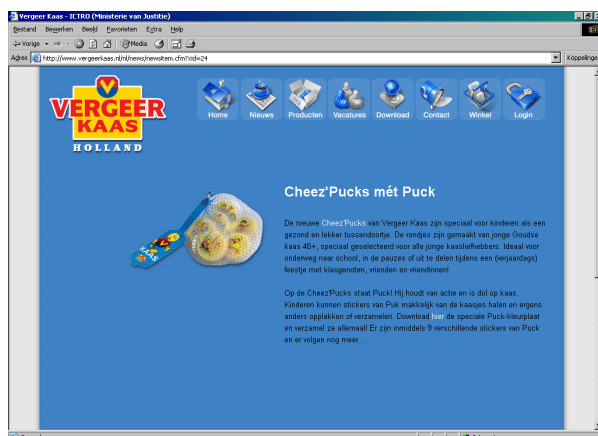 Vergeer Kaas - ICTRO (Ministerie van Justitie)
Bestand Bewerken Beeld Favorieten Extra Help
Vorige Media
Adres http://www.vergeerkaas.nl/nl/news/newsitem.cfm?xid=24 Koppelingen
VERGEER
KAAS
HOLLAND
Home Nieuws Producten Vacatures Download Contact Winkel Login
KAAS
Cheez'Pucks mét Puck
De nieuwe Cheez'Pucks van Vergeer Kaas zijn speciaal voor kinderen als een
gezond en lekker tussendoortje. De rondjes zijn gemaakt van jonge Goudse
kaas 48+, speciaal geselecteerd voor alle jonge kaasliefhebbers. Ideaal voor
onderweg naar school, in de pauzes of uit te delen tijdens een (verjaardags)
feestje met klasgenoten, vrienden en vriendinnen!
Op de Cheez'Pucks staat Puck! Hij houdt van actie en is dol op kaas.
Kinderen kunnen stickers van Puk makkelijk van de kaasjes halen en ergens
anders opplakken of verzamelen. Download hier de speciale Puck-kleurplaat
en verzamel ze allemaal! Er zijn inmiddels 9 verschillende stickers van Puck
en er volgen nog meer...